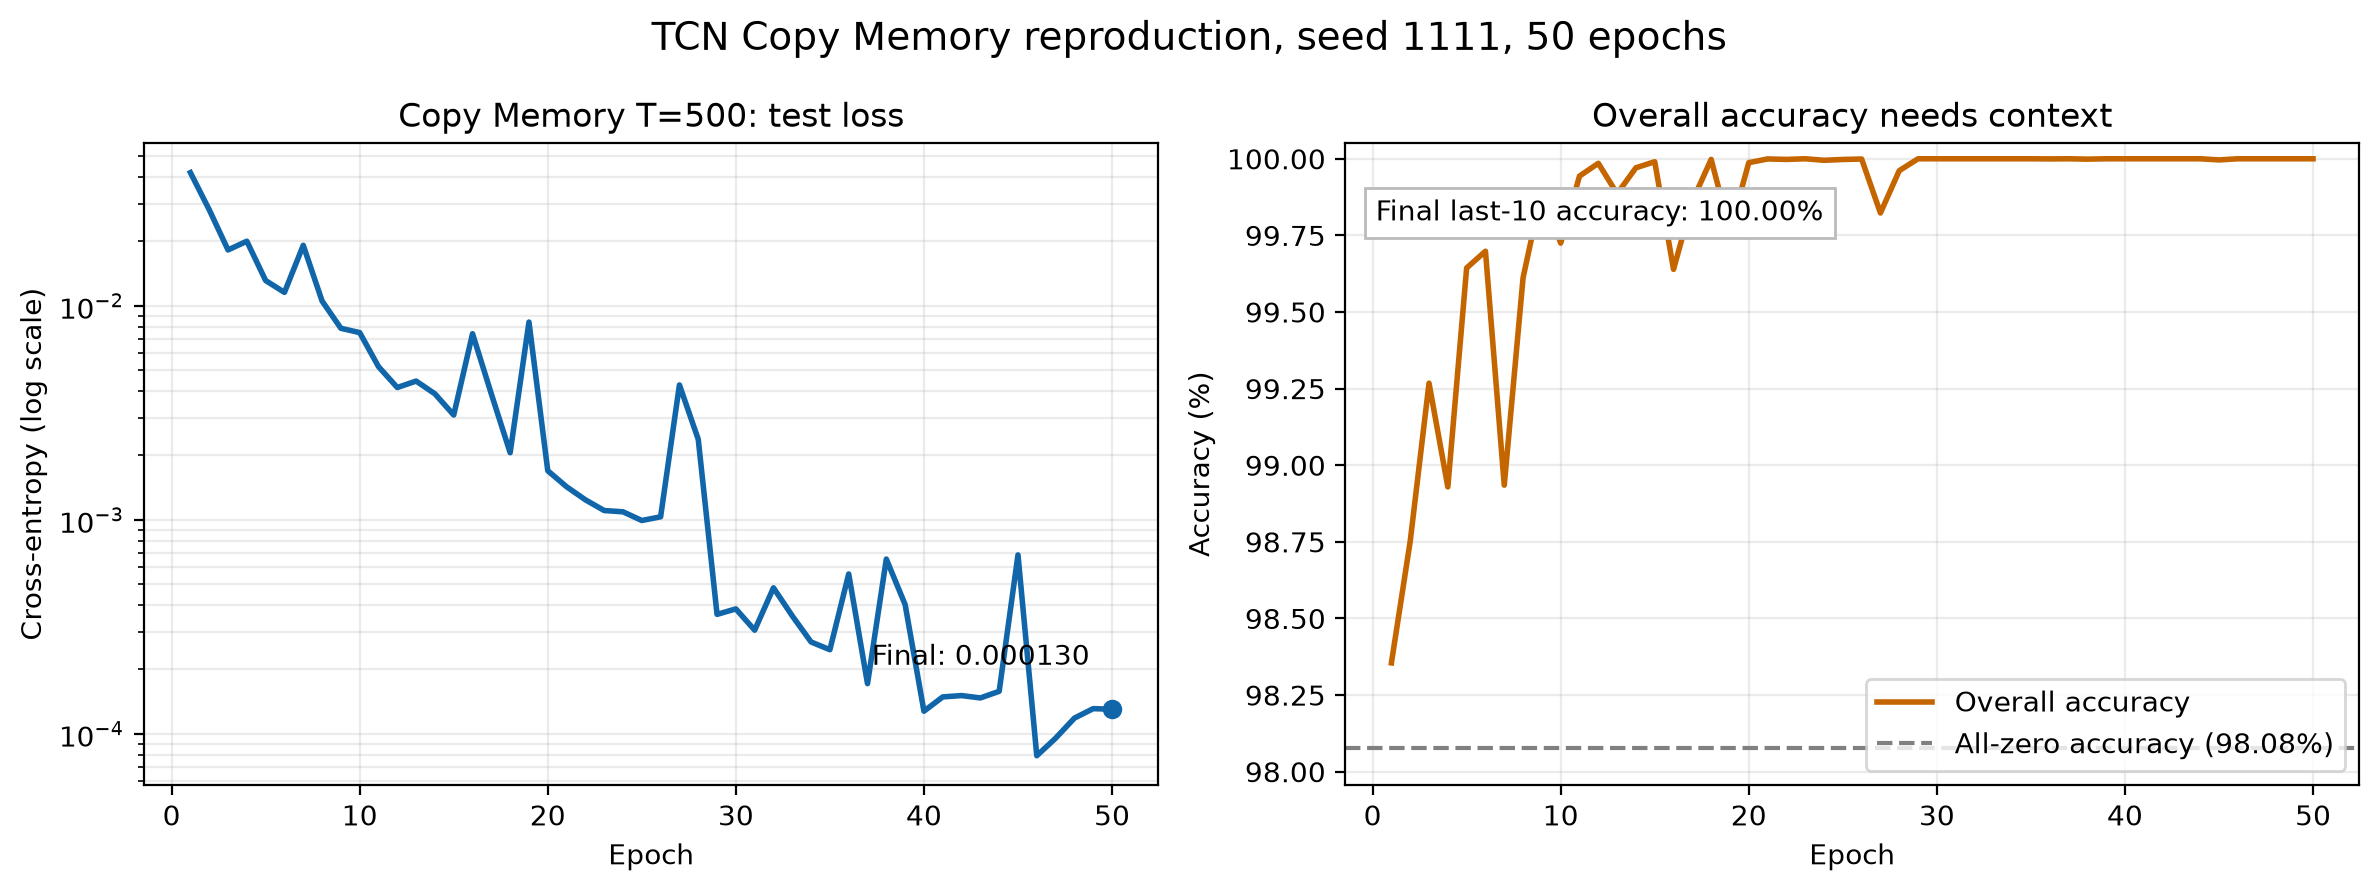 TCN Copy Memory reproduction, seed 1111, 50 epochs
Copy Memory T=500: test loss
Cross-entropy (log scale)
10⁻²
10⁻³
10⁻⁴
Final: 0.000130
0 10 20 30 40 50
Epoch
Overall accuracy needs context
Accuracy (%)
100.00
99.75
99.50
99.25
99.00
98.75
98.50
98.25
98.00
Final last-10 accuracy: 100.00%
Overall accuracy
All-zero accuracy (98.08%)
0 10 20 30 40 50
Epoch